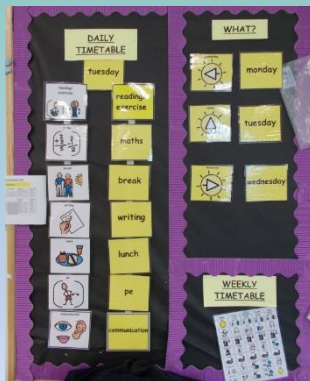 DAILY
TIMETABLE
tuesday
reading/
exercise
maths
break
writing
lunch
pe
communication
WHAT?
monday
tuesday
wednesday
WEEKLY
TIMETABLE